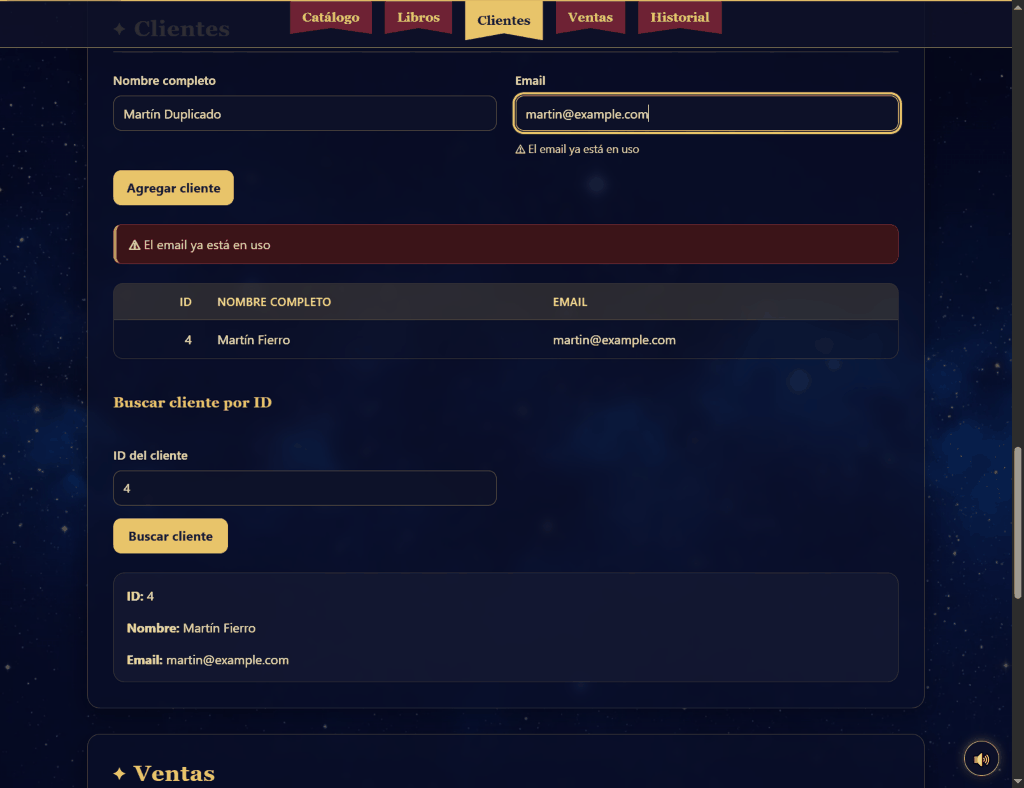 Catálogo Libros Clientes Ventas Historial
✦ Clientes
Nombre completo Email
Martín Duplicado martin@example.com
⚠ El email ya está en uso
Agregar cliente
⚠ El email ya está en uso
ID NOMBRE COMPLETO EMAIL
4 Martín Fierro martin@example.com
Buscar cliente por ID
ID del cliente
4
Buscar cliente
ID: 4
Nombre: Martín Fierro
Email: martin@example.com
✦ Ventas